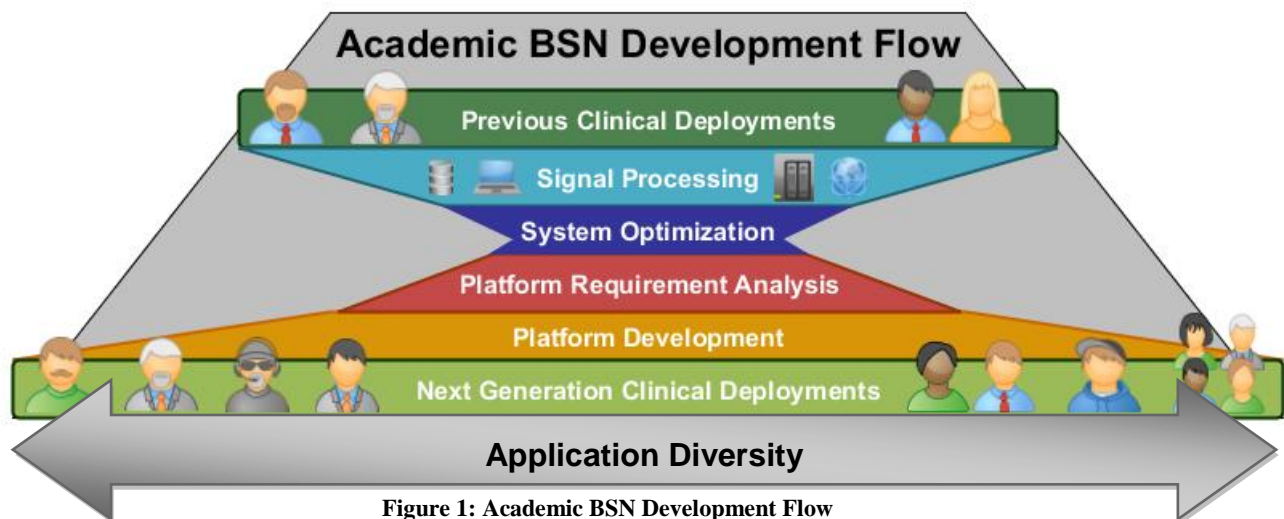 Academic BSN Development Flow
Previous Clinical Deployments
Signal Processing
System Optimization
Platform Requirement Analysis
Platform Development
Next Generation Clinical Deployments
Application Diversity
Figure 1: Academic BSN Development Flow